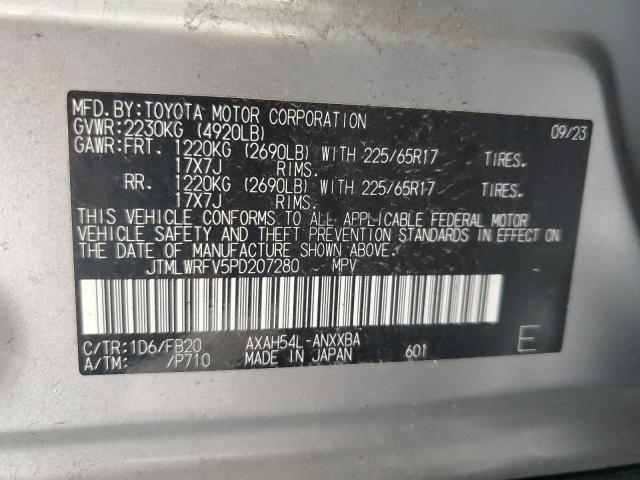 MFD.BY:TOYOTA MOTOR CORPORATION 09/23
GVWR:2230KG (4920LB)
GAWR:FRT. 1220KG (2690LB) WITH 225/65R17 TIRES.
17X7J RIMS.
RR. 1220KG (2690LB) WITH 225/65R17 TIRES.
17X7J RIMS.
THIS VEHICLE CONFORMS TO ALL APPLICABLE FEDERAL MOTOR
VEHICLE SAFETY AND THEFT PREVENTION STANDARDS IN EFFECT ON
THE DATE OF MANUFACTURE SHOWN ABOVE.
JTMLWRFV5PD207280 MPV
C/TR:1D6/FB20 AXAH54L-ANXXBA 601 E
A/TM: /P710 MADE IN JAPAN